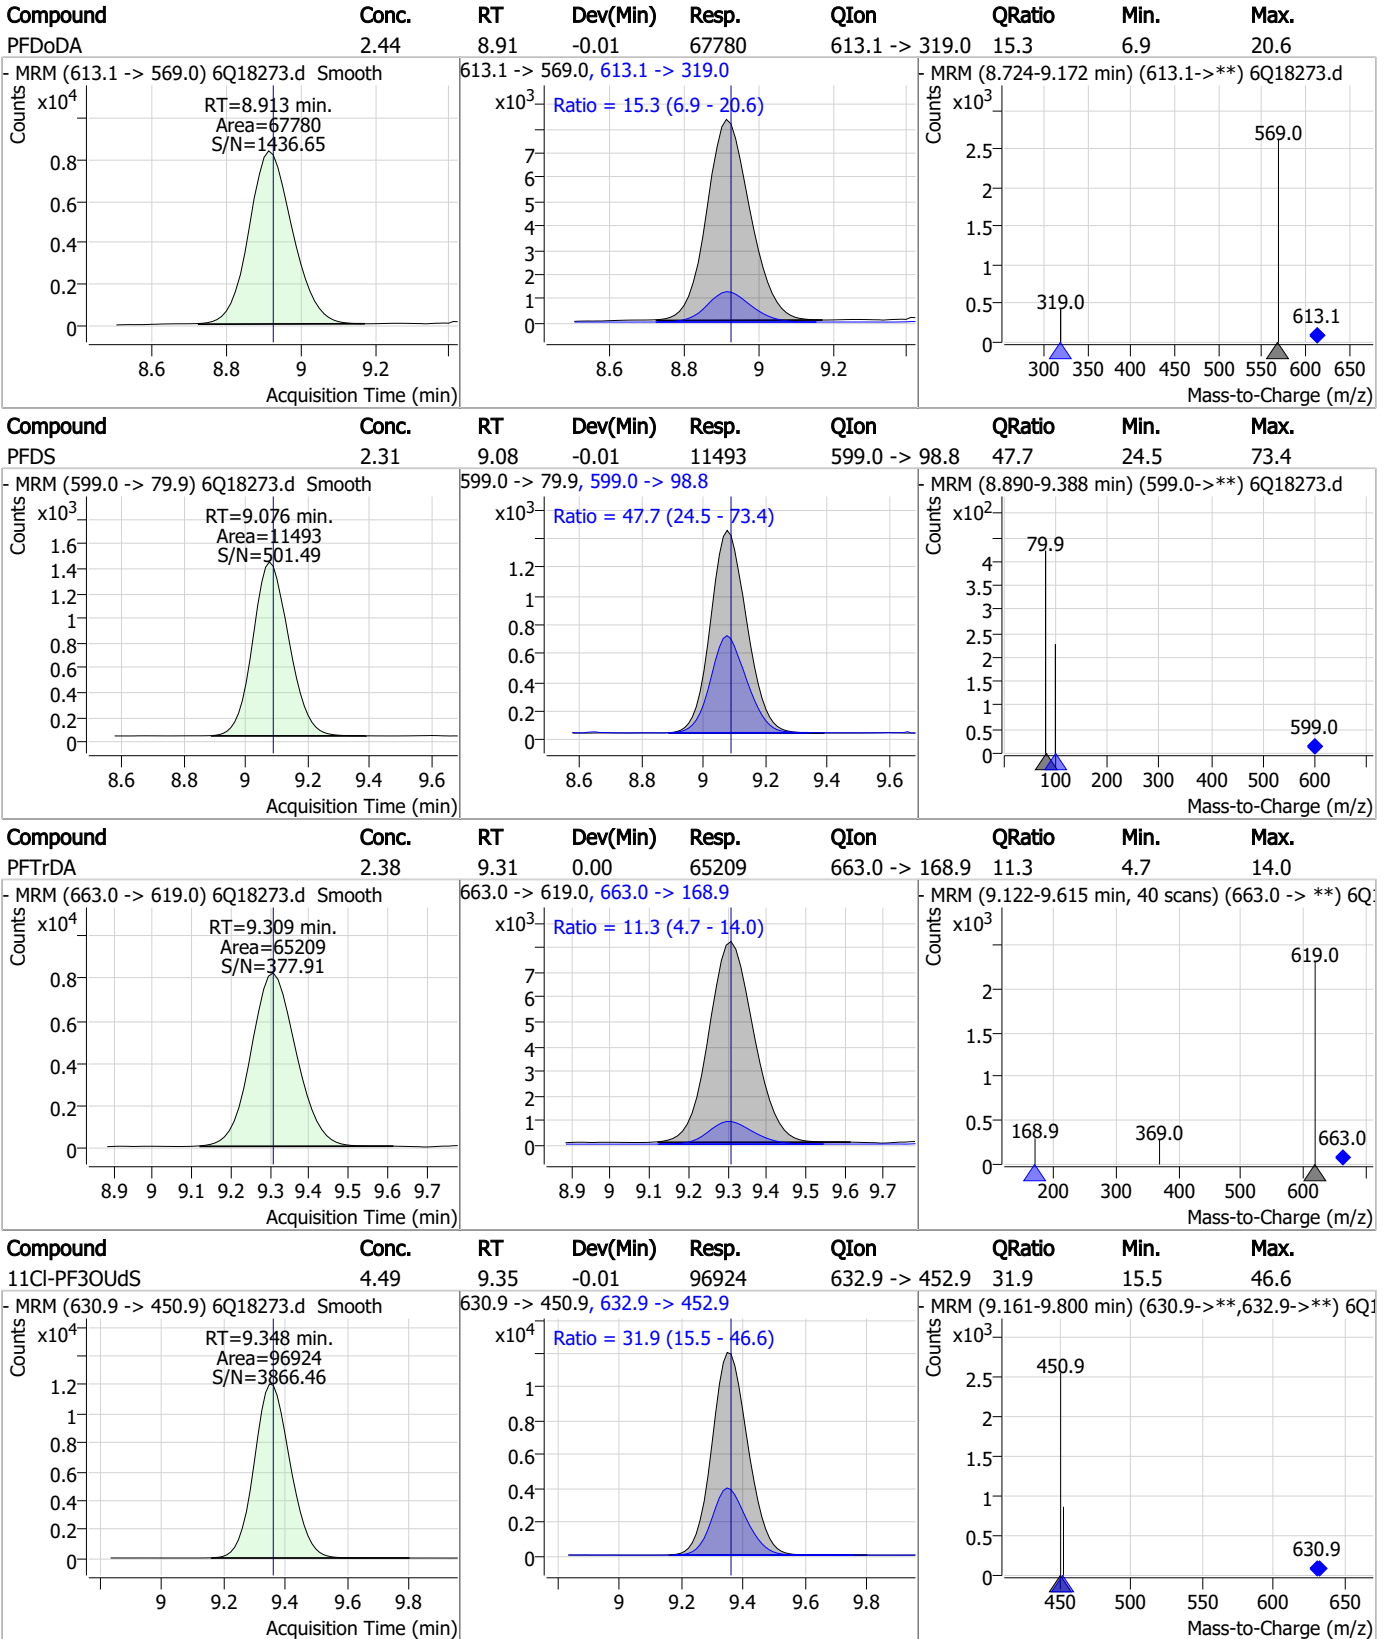 Compound Conc. RT Dev(Min) Resp. QIon QRatio Min. Max.
PFDoDA 2.44 8.91 -0.01 67780 613.1 -> 319.0 15.3 6.9 20.6
- MRM (613.1 -> 569.0) 6Q18273.d Smooth
Counts
x10^4
RT=8.913 min.
Area=67780
S/N=1436.65
0.8
0.6
0.4
0.2
0
8.6 8.8 9 9.2
Acquisition Time (min)
613.1 -> 569.0, 613.1 -> 319.0
x10^3
Ratio = 15.3 (6.9 - 20.6)
7
6
5
4
3
2
1
0
8.6 8.8 9 9.2
- MRM (8.724-9.172 min) (613.1->**) 6Q18273.d
Counts
x10^3
569.0
2.5
2
1.5
1
0.5
0
319.0
613.1
300 350 400 450 500 550 600 650
Mass-to-Charge (m/z)
Compound Conc. RT Dev(Min) Resp. QIon QRatio Min. Max.
PFDS 2.31 9.08 -0.01 11493 599.0 -> 98.8 47.7 24.5 73.4
- MRM (599.0 -> 79.9) 6Q18273.d Smooth
Counts
x10^3
RT=9.076 min.
Area=11493
S/N=501.49
1.6
1.4
1.2
1
0.8
0.6
0.4
0.2
0
8.6 8.8 9 9.2 9.4 9.6
Acquisition Time (min)
599.0 -> 79.9, 599.0 -> 98.8
x10^3
Ratio = 47.7 (24.5 - 73.4)
1.2
1
0.8
0.6
0.4
0.2
0
8.6 8.8 9 9.2 9.4 9.6
- MRM (8.890-9.388 min) (599.0->**) 6Q18273.d
Counts
x10^2
79.9
4
3.5
3
2.5
2
1.5
1
0.5
0
599.0
100 200 300 400 500 600
Mass-to-Charge (m/z)
Compound Conc. RT Dev(Min) Resp. QIon QRatio Min. Max.
PFTrDA 2.38 9.31 0.00 65209 663.0 -> 168.9 11.3 4.7 14.0
- MRM (663.0 -> 619.0) 6Q18273.d Smooth
Counts
x10^4
RT=9.309 min.
Area=65209
S/N=377.91
0.8
0.6
0.4
0.2
0
8.9 9 9.1 9.2 9.3 9.4 9.5 9.6 9.7
Acquisition Time (min)
663.0 -> 619.0, 663.0 -> 168.9
x10^3
Ratio = 11.3 (4.7 - 14.0)
7
6
5
4
3
2
1
0
8.9 9 9.1 9.2 9.3 9.4 9.5 9.6 9.7
- MRM (9.122-9.615 min, 40 scans) (663.0 -> **) 6Q1
Counts
x10^3
619.0
2
1.5
1
0.5
0
168.9
369.0
663.0
200 300 400 500 600
Mass-to-Charge (m/z)
Compound Conc. RT Dev(Min) Resp. QIon QRatio Min. Max.
11Cl-PF3OUdS 4.49 9.35 -0.01 96924 632.9 -> 452.9 31.9 15.5 46.6
- MRM (630.9 -> 450.9) 6Q18273.d Smooth
Counts
x10^4
RT=9.348 min.
Area=96924
S/N=3866.46
1.2
1
0.8
0.6
0.4
0.2
0
9 9.2 9.4 9.6 9.8
Acquisition Time (min)
630.9 -> 450.9, 632.9 -> 452.9
x10^4
Ratio = 31.9 (15.5 - 46.6)
1
0.8
0.6
0.4
0.2
0
9 9.2 9.4 9.6 9.8
- MRM (9.161-9.800 min) (630.9->**,632.9->**) 6Q1
Counts
x10^3
450.9
2.5
2
1.5
1
0.5
0
630.9
450 500 550 600 650
Mass-to-Charge (m/z)